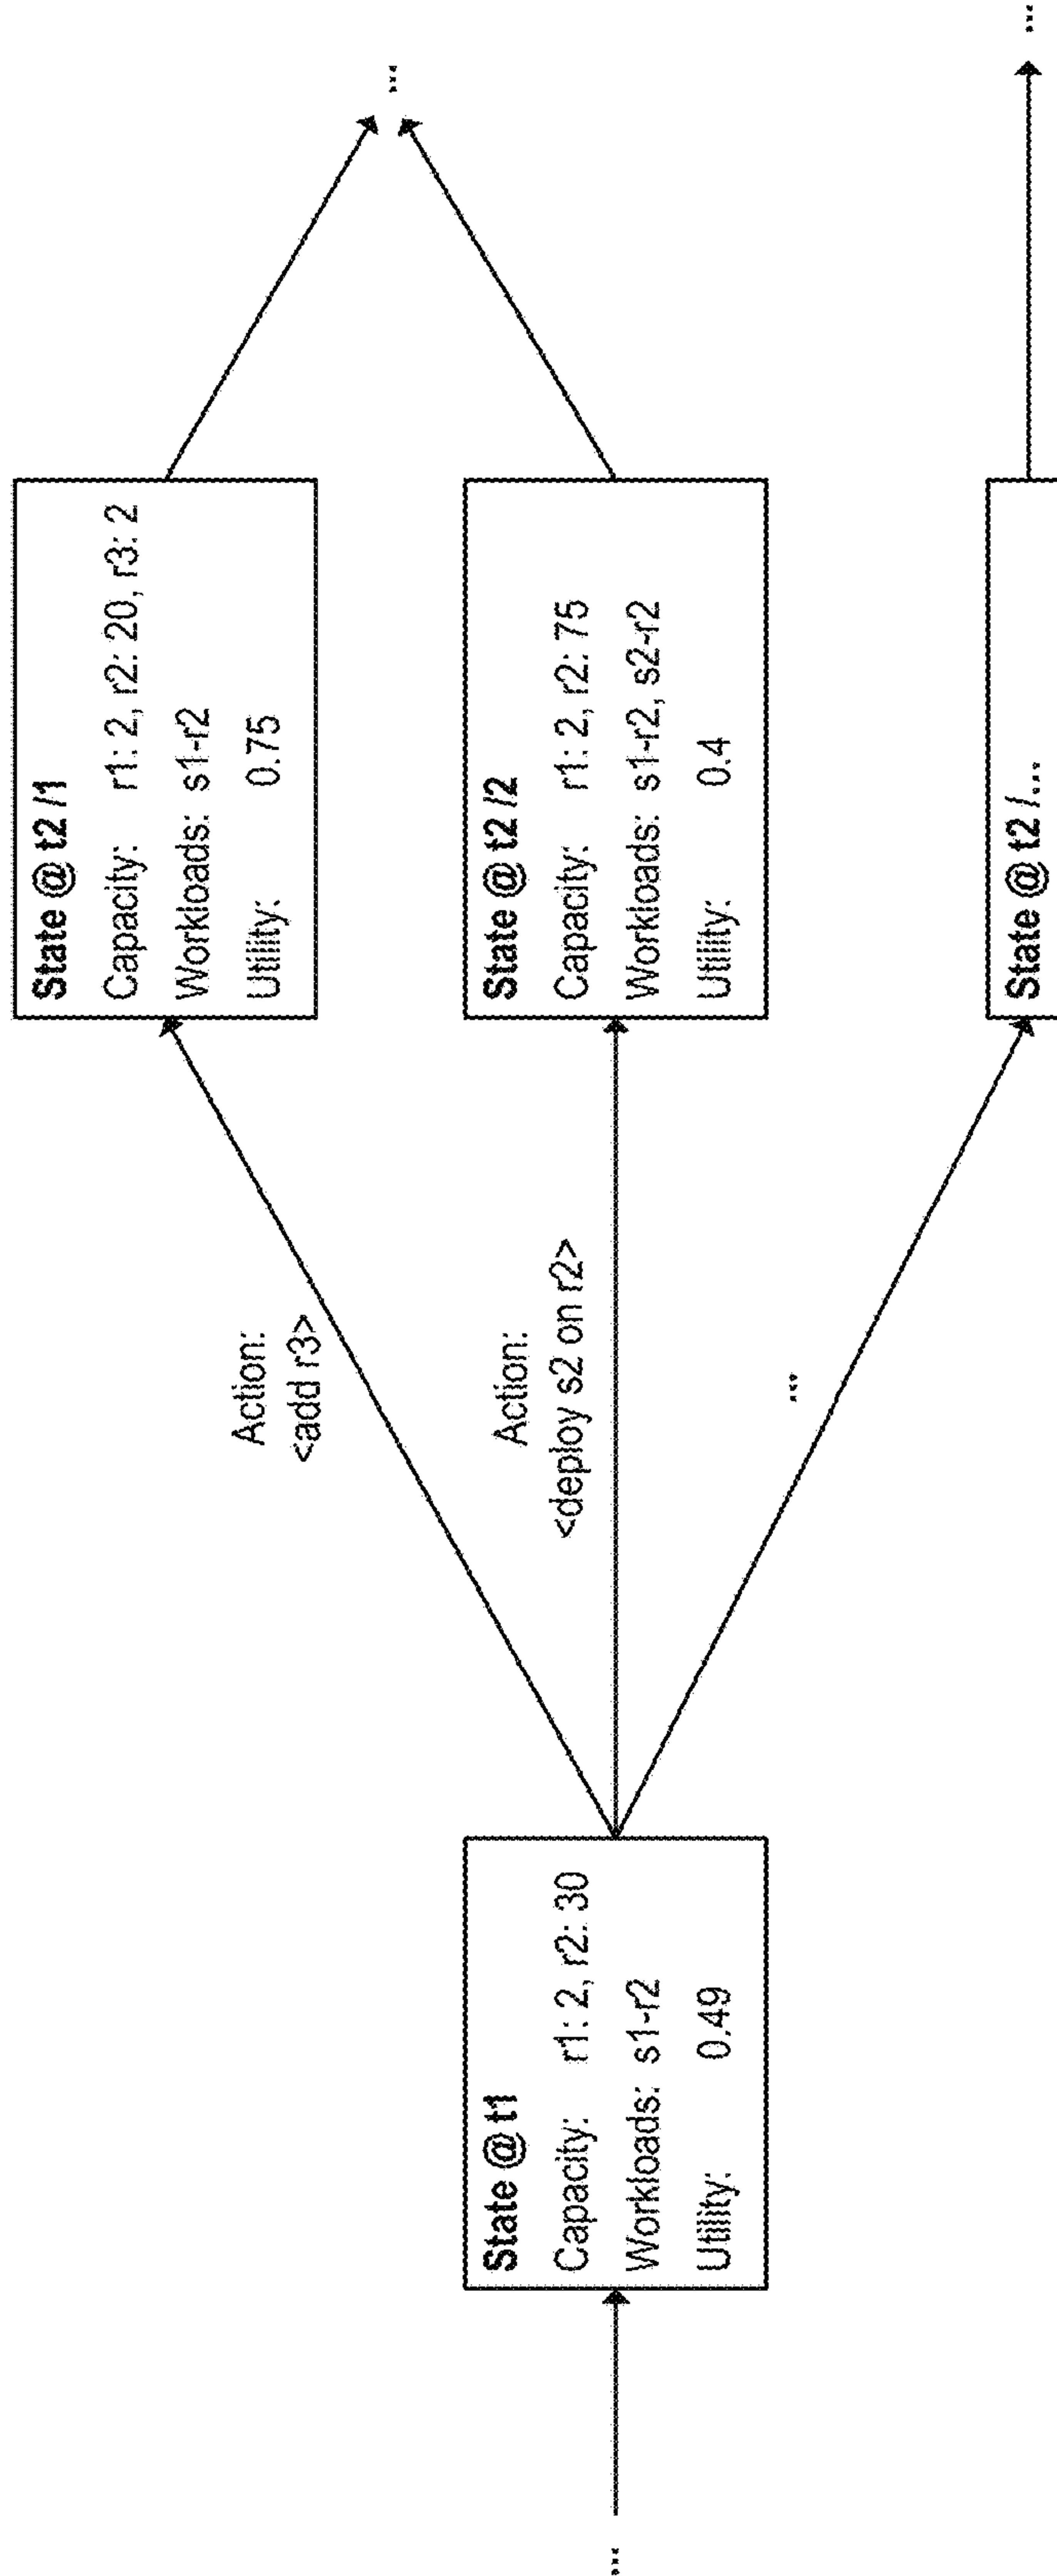 ...
State @ t1
Capacity: r1: 2, r2: 30
Workloads: s1-r2
Utility: 0.49
Action:
<add r3>
Action:
<deploy s2 on r2>
...
State @ t2 /1
Capacity: r1: 2, r2: 20, r3: 2
Workloads: s1-r2
Utility: 0.75
State @ t2 /2
Capacity: r1: 2, r2: 75
Workloads: s1-r2, s2-r2
Utility: 0.4
State @ t2 /...
...
...